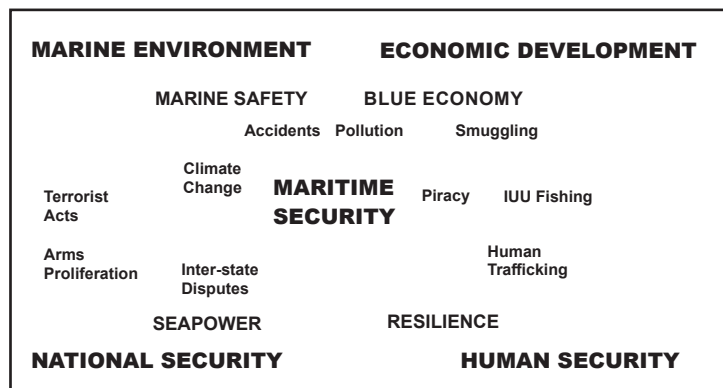 MARINE ENVIRONMENT
ECONOMIC DEVELOPMENT
MARINE SAFETY
BLUE ECONOMY
Accidents
Pollution
Smuggling
Climate
Change
MARITIME
SECURITY
Terrorist
Acts
Piracy
IUU Fishing
Arms
Proliferation
Inter-state
Disputes
Human
Trafficking
SEAPOWER
RESILIENCE
NATIONAL SECURITY
HUMAN SECURITY